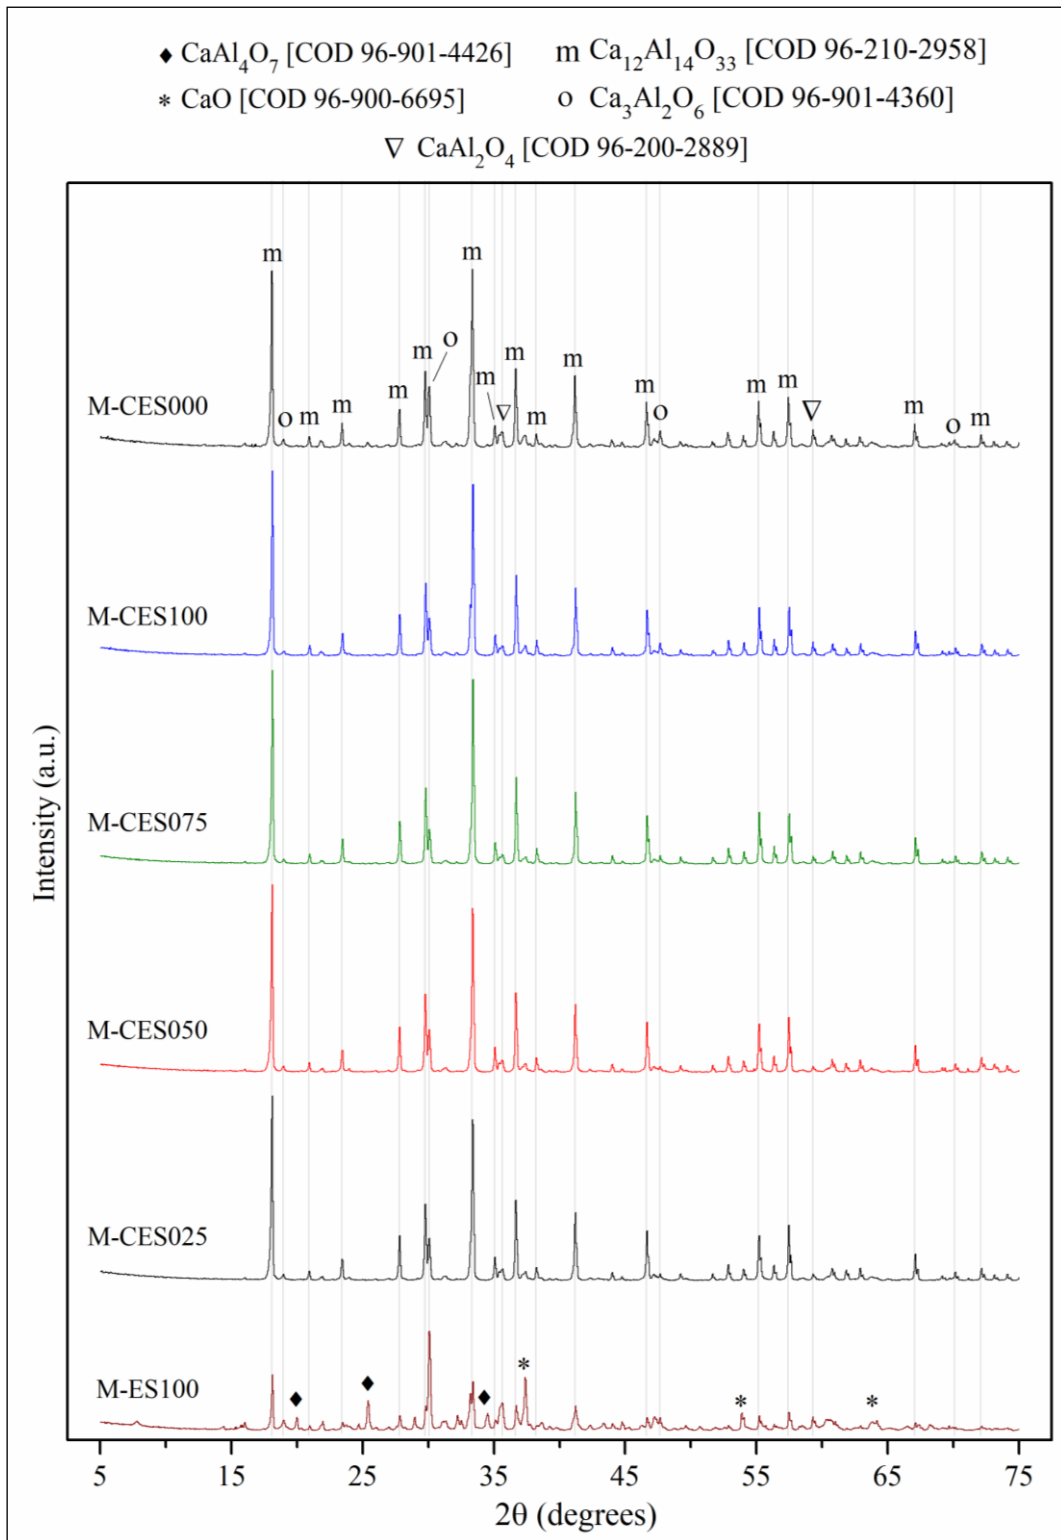 ♦ CaAl₄O₇ [COD 96-901-4426] m Ca₁₂Al₁₄O₃₃ [COD 96-210-2958]
* CaO [COD 96-900-6695] o Ca₃Al₂O₆ [COD 96-901-4360]
∇ CaAl₂O₄ [COD 96-200-2889]
m m
o
m m m m
m m ∇ m m ∇
M-CES000
o m m m o m o m
M-CES100
M-CES075
Intensity (a.u.)
M-CES050
M-CES025
M-ES100
♦ ♦ ♦ * * *
5 15 25 35 45 55 65 75
2θ (degrees)